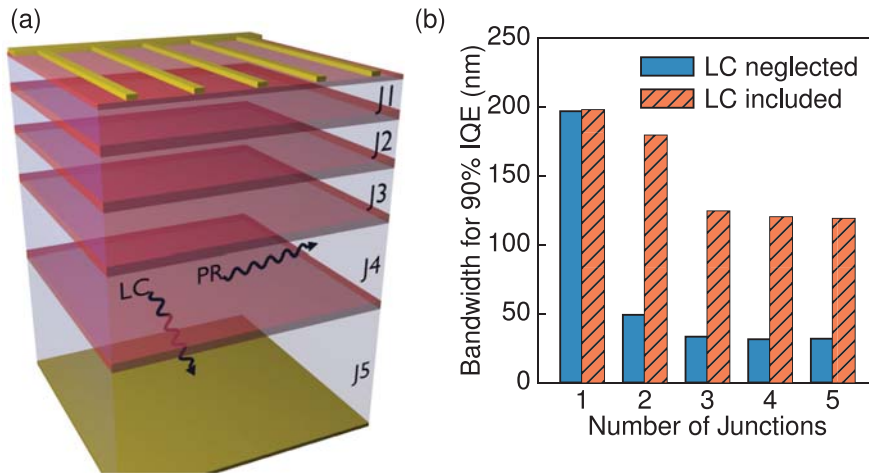 (a)
J1
J2
J3
J4
J5
LC
PR
(b)
Bandwidth for 90% IQE (nm)
250
200
150
100
50
0
LC neglected
LC included
1 2 3 4 5
Number of Junctions